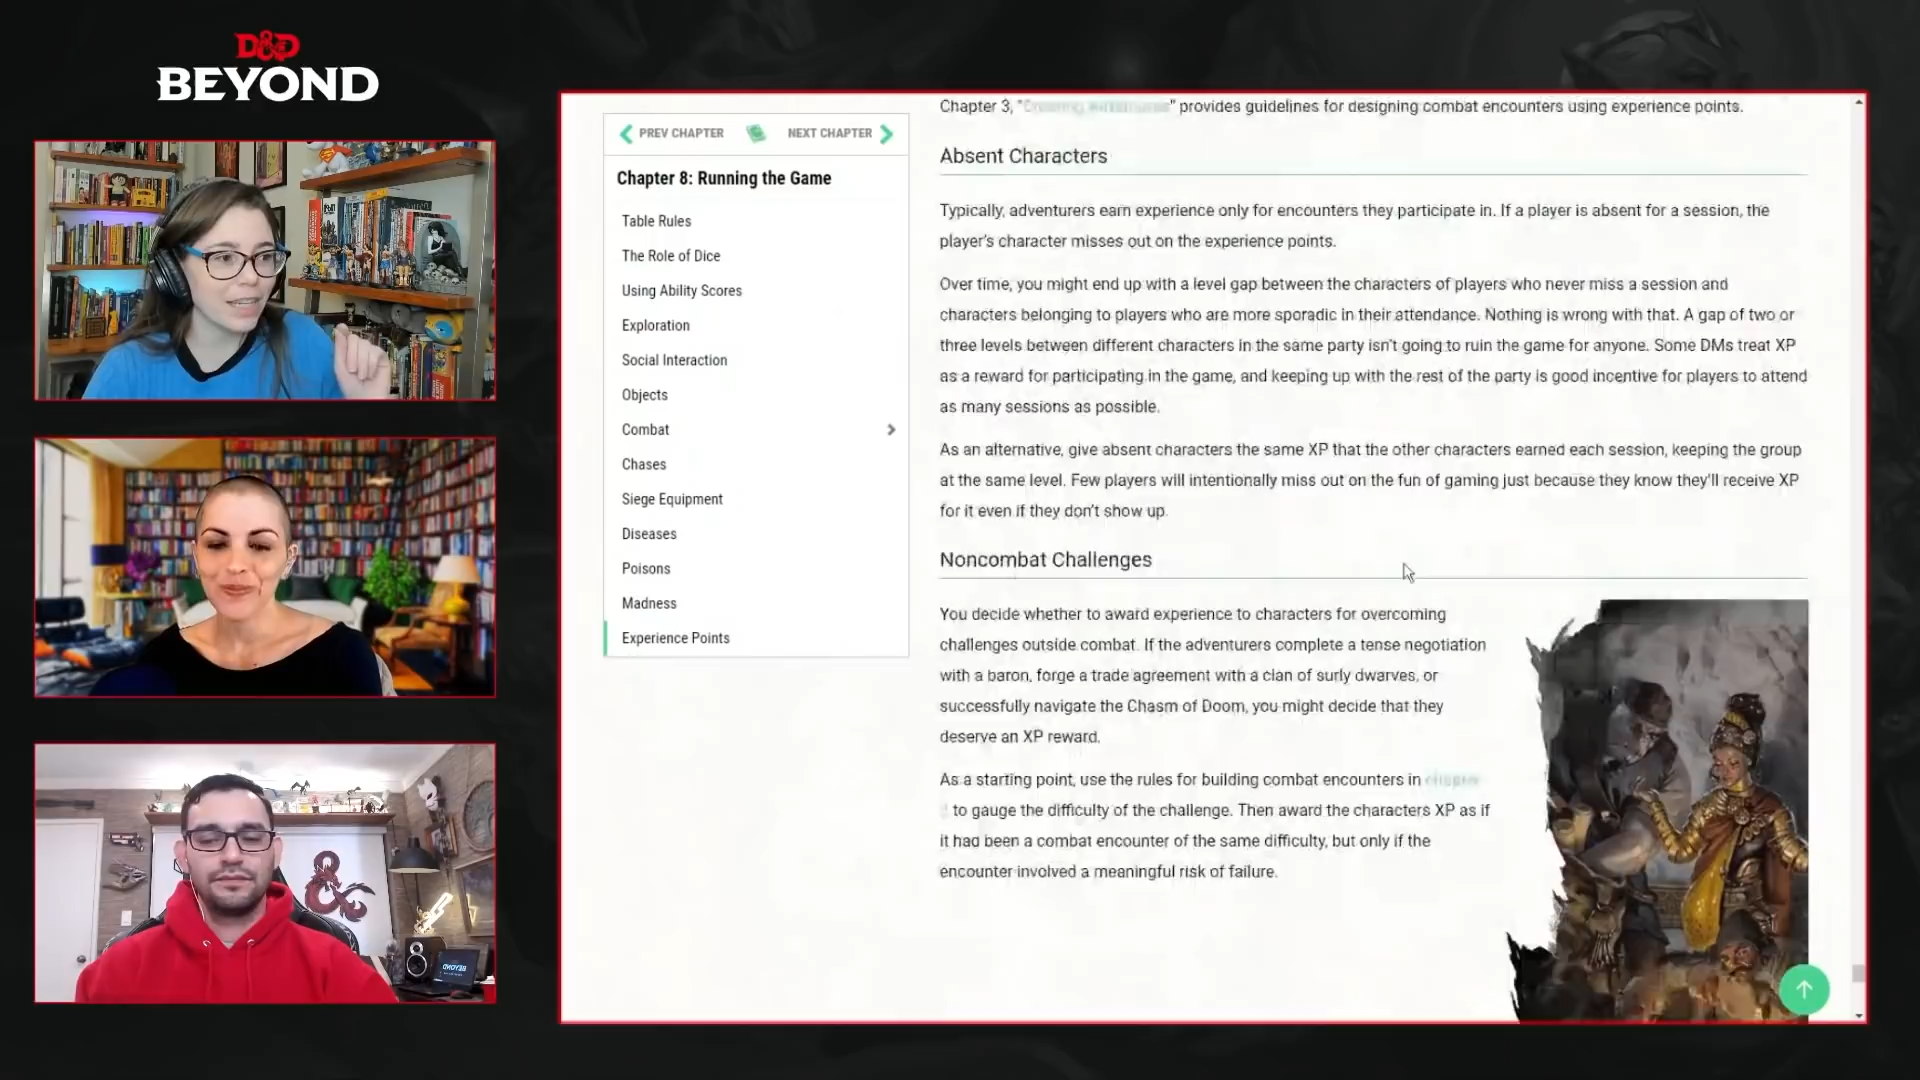 D&D
BEYOND
PREV CHAPTER
NEXT CHAPTER
Chapter 8: Running the Game
Table Rules
The Role of Dice
Using Ability Scores
Exploration
Social Interaction
Objects
Combat
Chases
Siege Equipment
Diseases
Poisons
Madness
Experience Points
Chapter 3, " " provides guidelines for designing combat encounters using experience points.
Absent Characters
Typically, adventurers earn experience only for encounters they participate in. If a player is absent for a session, the
player's character misses out on the experience points.
Over time, you might end up with a level gap between the characters of players who never miss a session and
characters belonging to players who are more sporadic in their attendance. Nothing is wrong with that. A gap of two or
three levels between different characters in the same party isn't going to ruin the game for anyone. Some DMs treat XP
as a reward for participating in the game, and keeping up with the rest of the party is good incentive for players to attend
as many sessions as possible.
As an alternative, give absent characters the same XP that the other characters earned each session, keeping the group
at the same level. Few players will intentionally miss out on the fun of gaming just because they know they'll receive XP
for it even if they don't show up.
Noncombat Challenges
You decide whether to award experience to characters for overcoming
challenges outside combat. If the adventurers complete a tense negotiation
with a baron, forge a trade agreement with a clan of surly dwarves, or
successfully navigate the Chasm of Doom, you might decide that they
deserve an XP reward.
As a starting point, use the rules for building combat encounters in chapter
to gauge the difficulty of the challenge. Then award the characters XP as if
it had been a combat encounter of the same difficulty, but only if the
encounter involved a meaningful risk of failure.